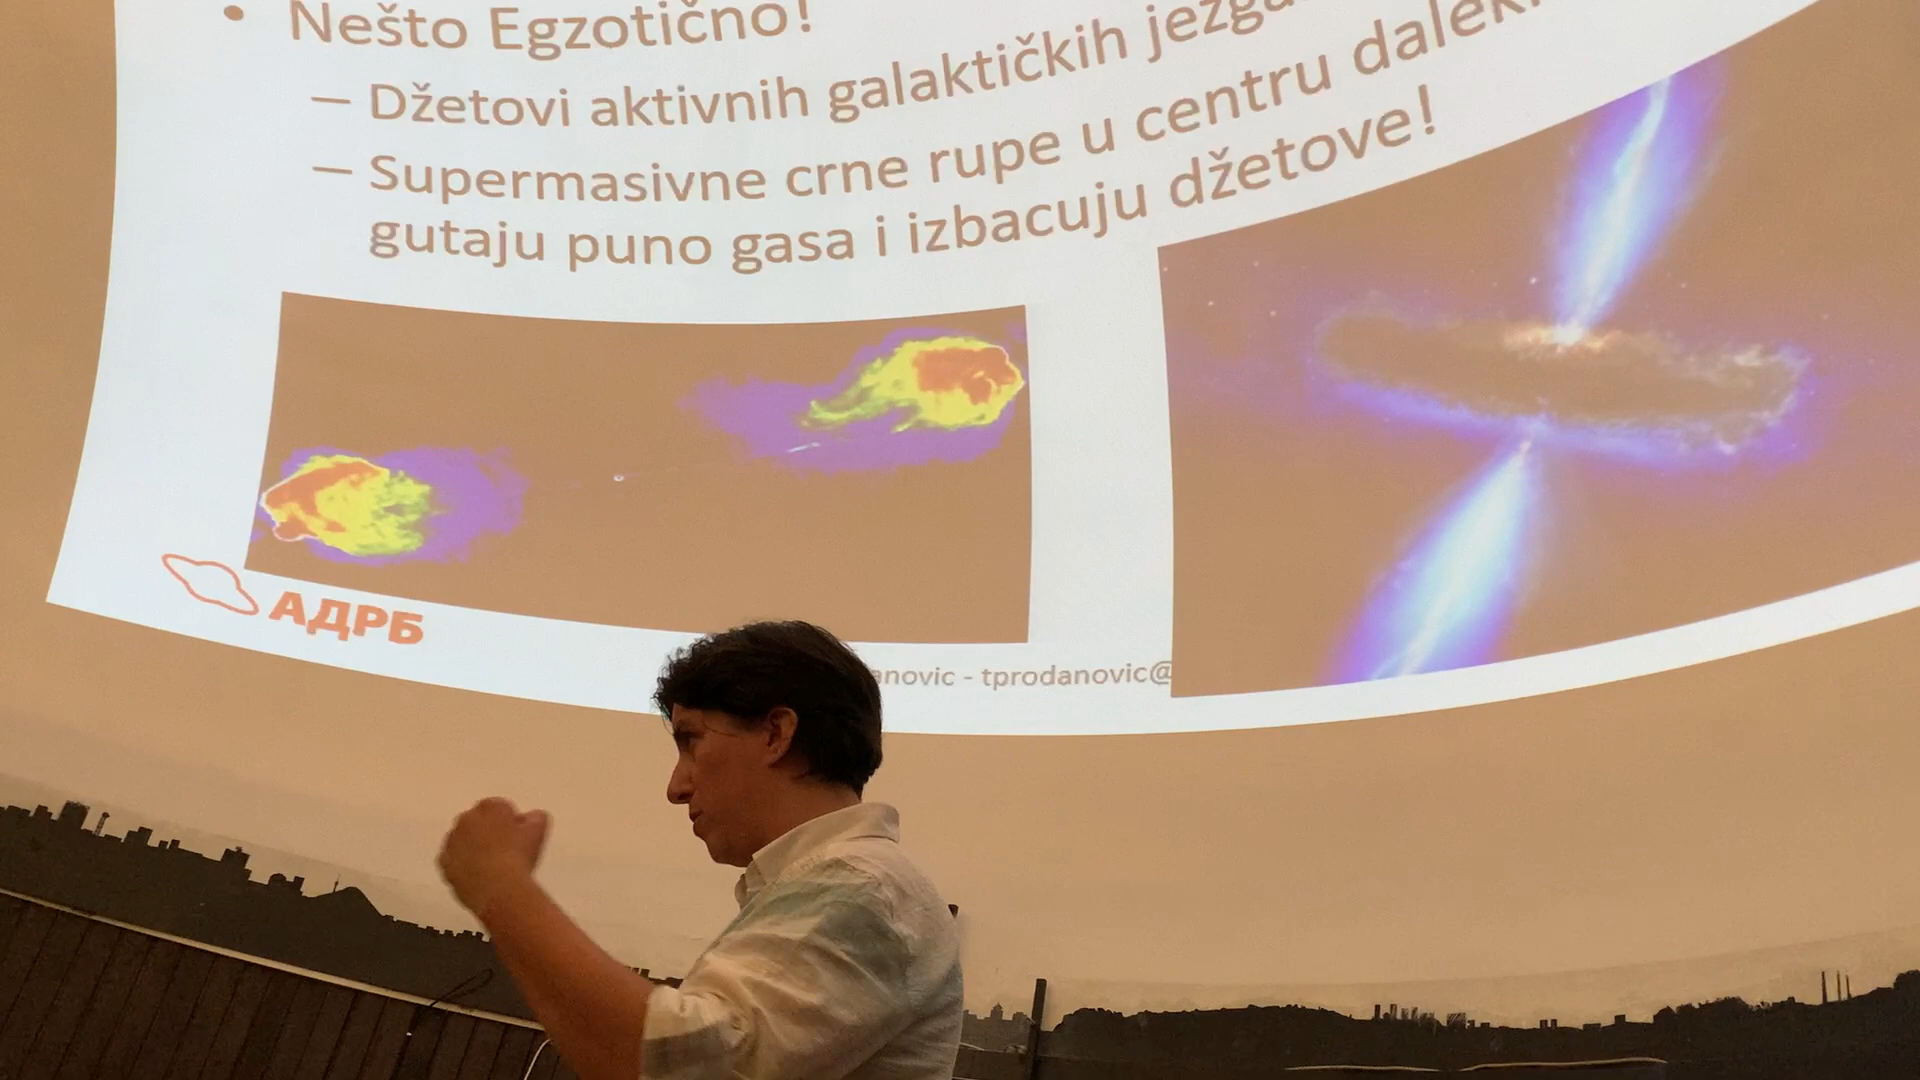 • Nešto Egzotično!
– Džetovi aktivnih galaktičkih
– Supermasivne crne rupe u centru
gutaju puno gasa i izbacuju džetove!
АДРБ
anovic - tprodanovic@